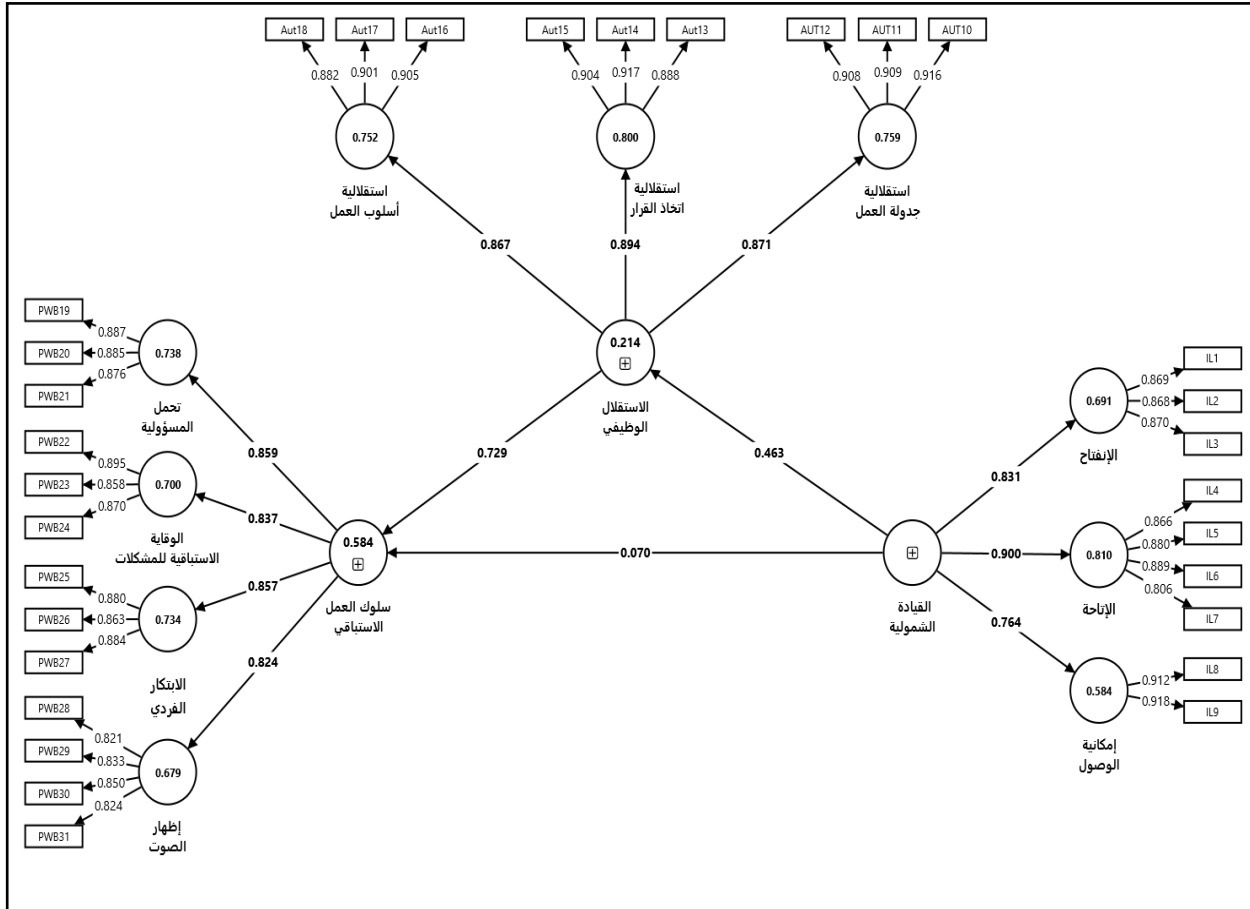 Aut18
Aut17
Aut16
Aut15
Aut14
Aut13
AUT12
AUT11
AUT10
0.882
0.901
0.905
0.904
0.917
0.888
0.908
0.909
0.916
0.752
0.800
0.759
استقلالية
أسلوب العمل
استقلالية
اتخاذ القرار
استقلالية
جدولة العمل
0.867
0.894
0.871
0.214
الاستقلال
الوظيفي
0.729
0.463
PWB19
PWB20
PWB21
0.887
0.885
0.876
0.738
تحمل
المسؤولية
0.859
PWB22
PWB23
PWB24
0.895
0.858
0.870
0.700
الوقاية
الاستباقية للمشكلات
0.837
PWB25
PWB26
PWB27
0.880
0.863
0.884
0.734
الابتكار
الفردي
0.857
PWB28
PWB29
PWB30
PWB31
0.821
0.833
0.850
0.824
0.679
إظهار
الصوت
0.824
0.584
سلوك العمل
الاستباقي
0.070
القيادة
الشمولية
0.831
0.900
0.764
0.691
الإنفتاح
0.869
0.868
0.870
IL1
IL2
IL3
0.810
الإتاحة
0.866
0.880
0.889
0.806
IL4
IL5
IL6
IL7
0.584
إمكانية
الوصول
0.912
0.918
IL8
IL9